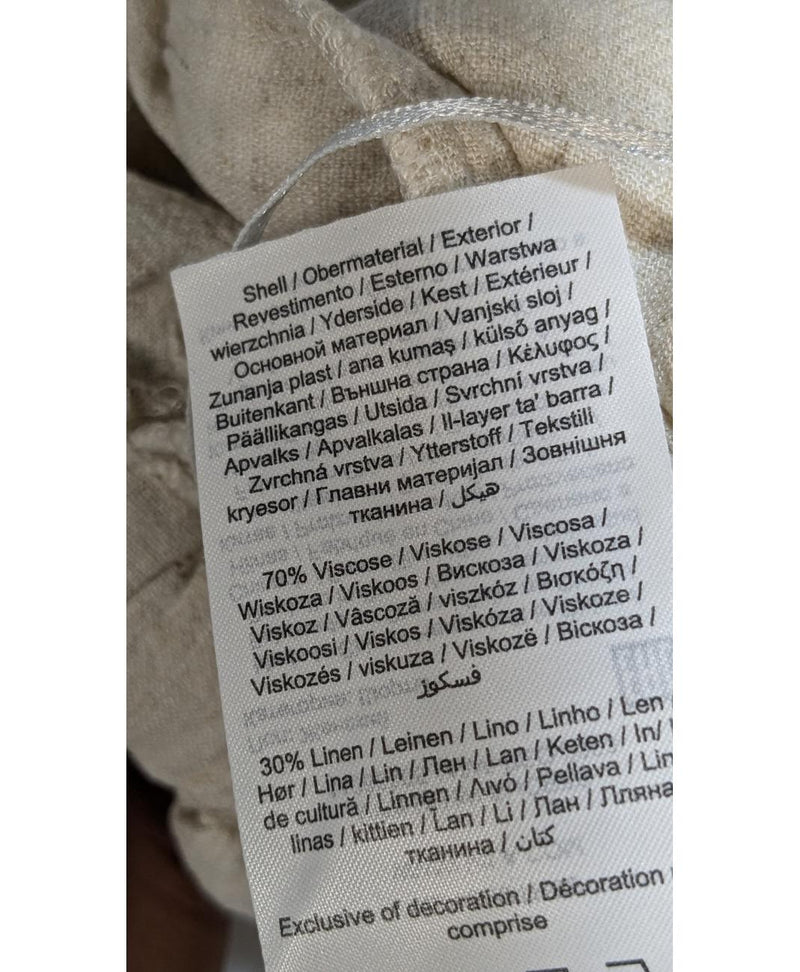 Shell / Obermaterial / Exterior /
Revestimento / Esterno / Warstwa
wierzchnia / Yderside / Kest / Extérieur /
Основной материал / Vanjski sloj /
Zunanja plast / ana kumaş / külső anyag /
Buitenkant / Външна страна / Κέλυφος /
Päällikangas / Utsida / Svrchní vrstva /
Apvalks / Apvalkalas / Il-layer ta' barra /
Zvrchná vrstva / Ytterstoff / Tekstili
kryesor / Главни материјал / Зовнішня
тканина / هيكل
70% Viscose / Viskose / Viscosa /
Wiskoza / Viskoos / Вискоза / Viskoza /
Viskoz / Vâscoză / viszkóz / Βισκόζη /
Viskoosi / Viskos / Viskóza / Viskoze /
Viskozés / viskuza / Viskozë / Віскоза /
فسكوز
30% Linen / Leinen / Lino / Linho / Len
Hør / Lina / Lin / Лен / Lan / Keten / In/
de cultură / Linnen / Λινό / Pellava / Lin
linas / kittien / Lan / Li / Лан / Лляна
тканина / كتان
Exclusive of decoration / Décoration
comprise